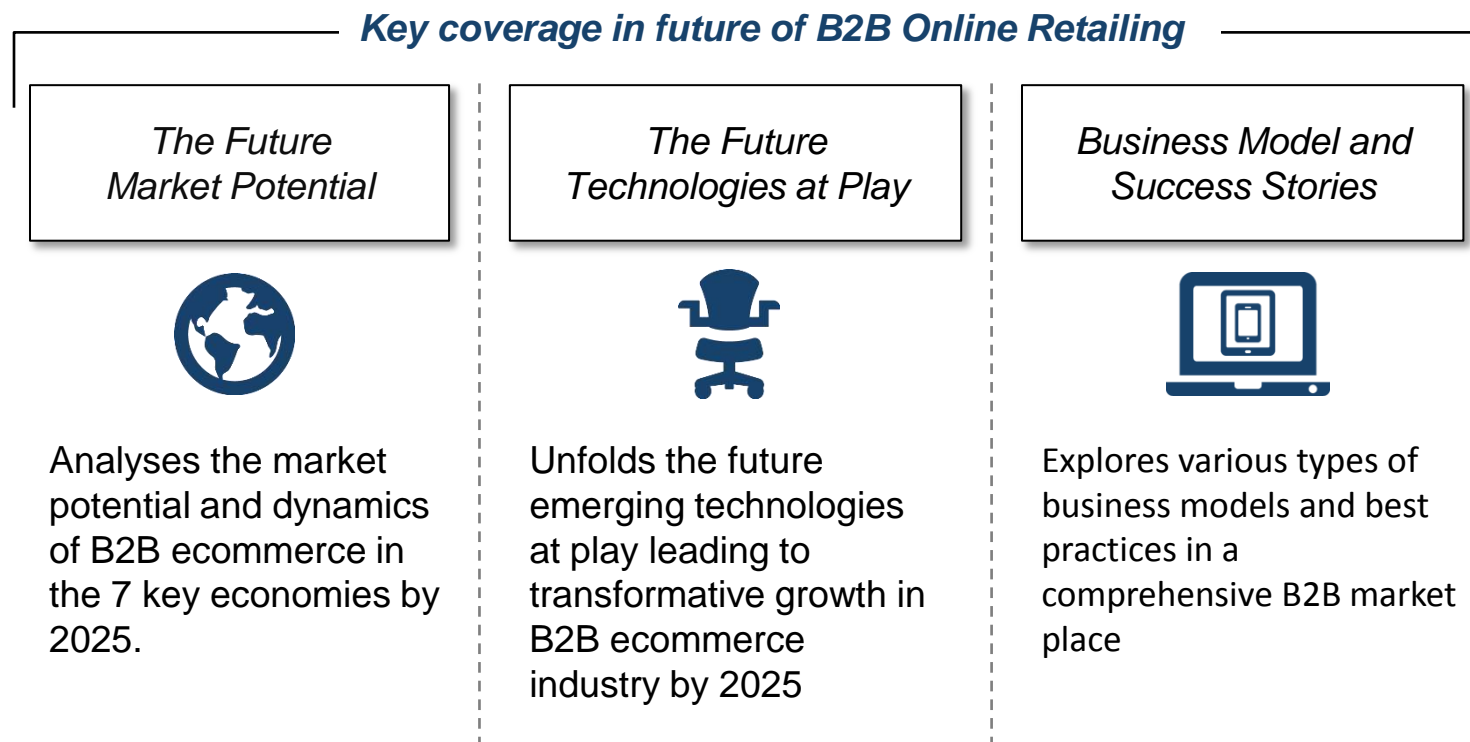 Key coverage in future of B2B Online Retailing
The Future
Market Potential
Analyses the market
potential and dynamics
of B2B ecommerce in
the 7 key economies by
2025.
The Future
Technologies at Play
Unfolds the future
emerging technologies
at play leading to
transformative growth in
B2B ecommerce
industry by 2025
Business Model and
Success Stories
Explores various types of
business models and best
practices in a
comprehensive B2B market
place